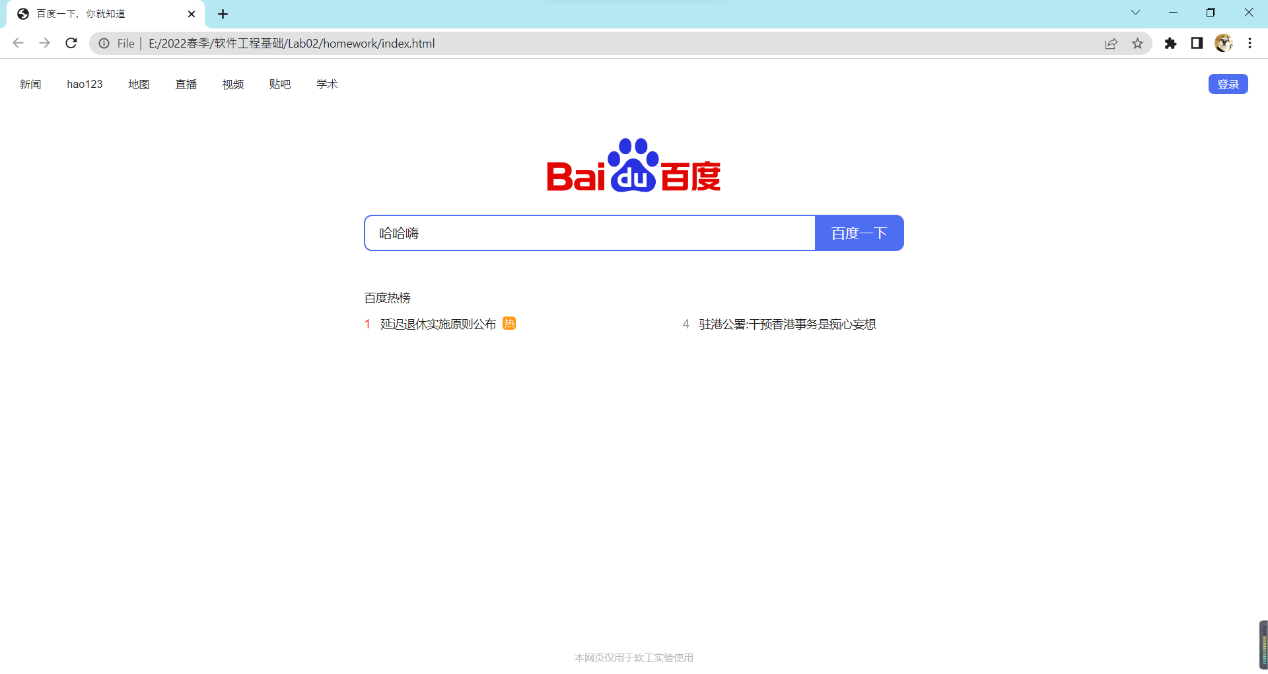 百度一下，你就知道
File | E:/2022春季/软件工程基础/Lab02/homework/index.html
新闻 hao123 地图 直播 视频 贴吧 学术 登录
Bai du 百度
哈哈嗨 百度一下
百度热榜
1 延迟退休实施原则公布 热 4 驻港公署:干预香港事务是痴心妄想
本网页仅用于软工实验使用